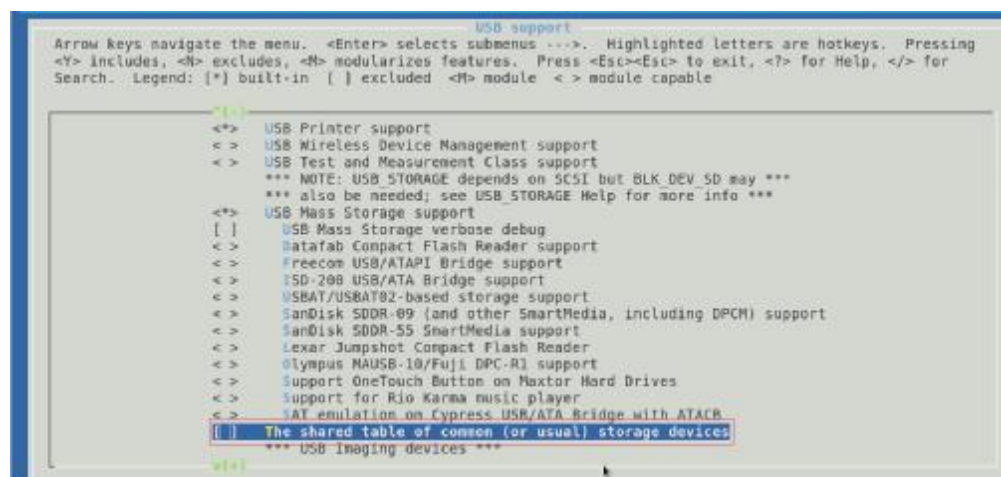 USB support
Arrow keys navigate the menu. <Enter> selects submenus --->. Highlighted letters are hotkeys. Pressing
<Y> includes, <N> excludes, <M> modularizes features. Press <Esc><Esc> to exit, <?> for Help, </> for
Search. Legend: [*] built-in [ ] excluded <M> module < > module capable
^(-)
<*> USB Printer support
< > USB Wireless Device Management support
< > USB Test and Measurement Class support
*** NOTE: USB_STORAGE depends on SCSI but BLK_DEV_SD may ***
*** also be needed; see USB_STORAGE Help for more info ***
<*> USB Mass Storage support
[ ] USB Mass Storage verbose debug
< > Datafab Compact Flash Reader support
< > Freecom USB/ATAPI Bridge support
< > ISD-200 USB/ATA Bridge support
< > USBAT/USBAT02-based storage support
< > SanDisk SDDR-09 (and other SmartMedia, including DPCM) support
< > SanDisk SDDR-55 SmartMedia support
< > Lexar Jumpshot Compact Flash Reader
< > Olympus MAUSB-10/Fuji DPC-R1 support
< > Support OneTouch Button on Maxtor Hard Drives
< > Support for Rio Karma music player
< > SAT emulation on Cypress USB/ATA Bridge with ATACB
[ ] The shared table of common (or usual) storage devices
*** USB Imaging devices ***
v(+)